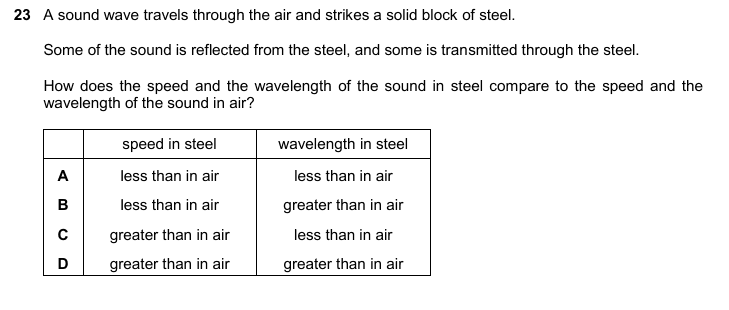 23 A sound wave travels through the air and strikes a solid block of steel.
Some of the sound is reflected from the steel, and some is transmitted through the steel.
How does the speed and the wavelength of the sound in steel compare to the speed and the
wavelength of the sound in air?
speed in steel wavelength in steel
A less than in air less than in air
B less than in air greater than in air
C greater than in air less than in air
D greater than in air greater than in air